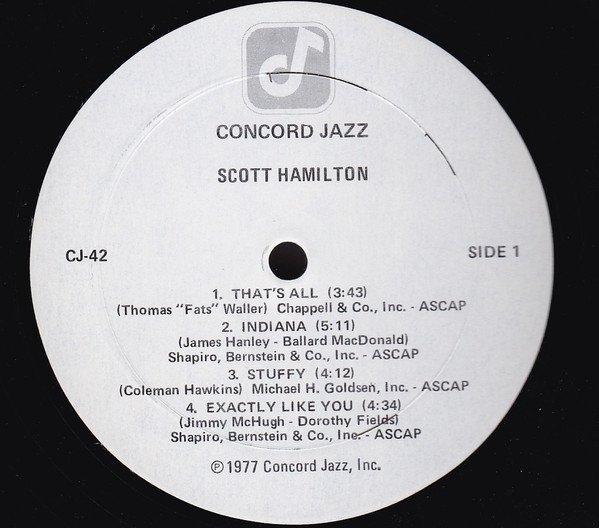 CONCORD JAZZ
SCOTT HAMILTON
CJ-42
SIDE 1
1. THAT'S ALL (3:43)
(Thomas "Fats" Waller) Chappell & Co., Inc. - ASCAP
2. INDIANA (5:11)
(James Hanley - Ballard MacDonald)
Shapiro, Bernstein & Co., Inc. - ASCAP
3. STUFFY (4:12)
(Coleman Hawkins) Michael H. Goldsen, Inc. - ASCAP
4. EXACTLY LIKE YOU (4:34)
(Jimmy McHugh - Dorothy Fields)
Shapiro, Bernstein & Co., Inc. - ASCAP
℗ 1977 Concord Jazz, Inc.